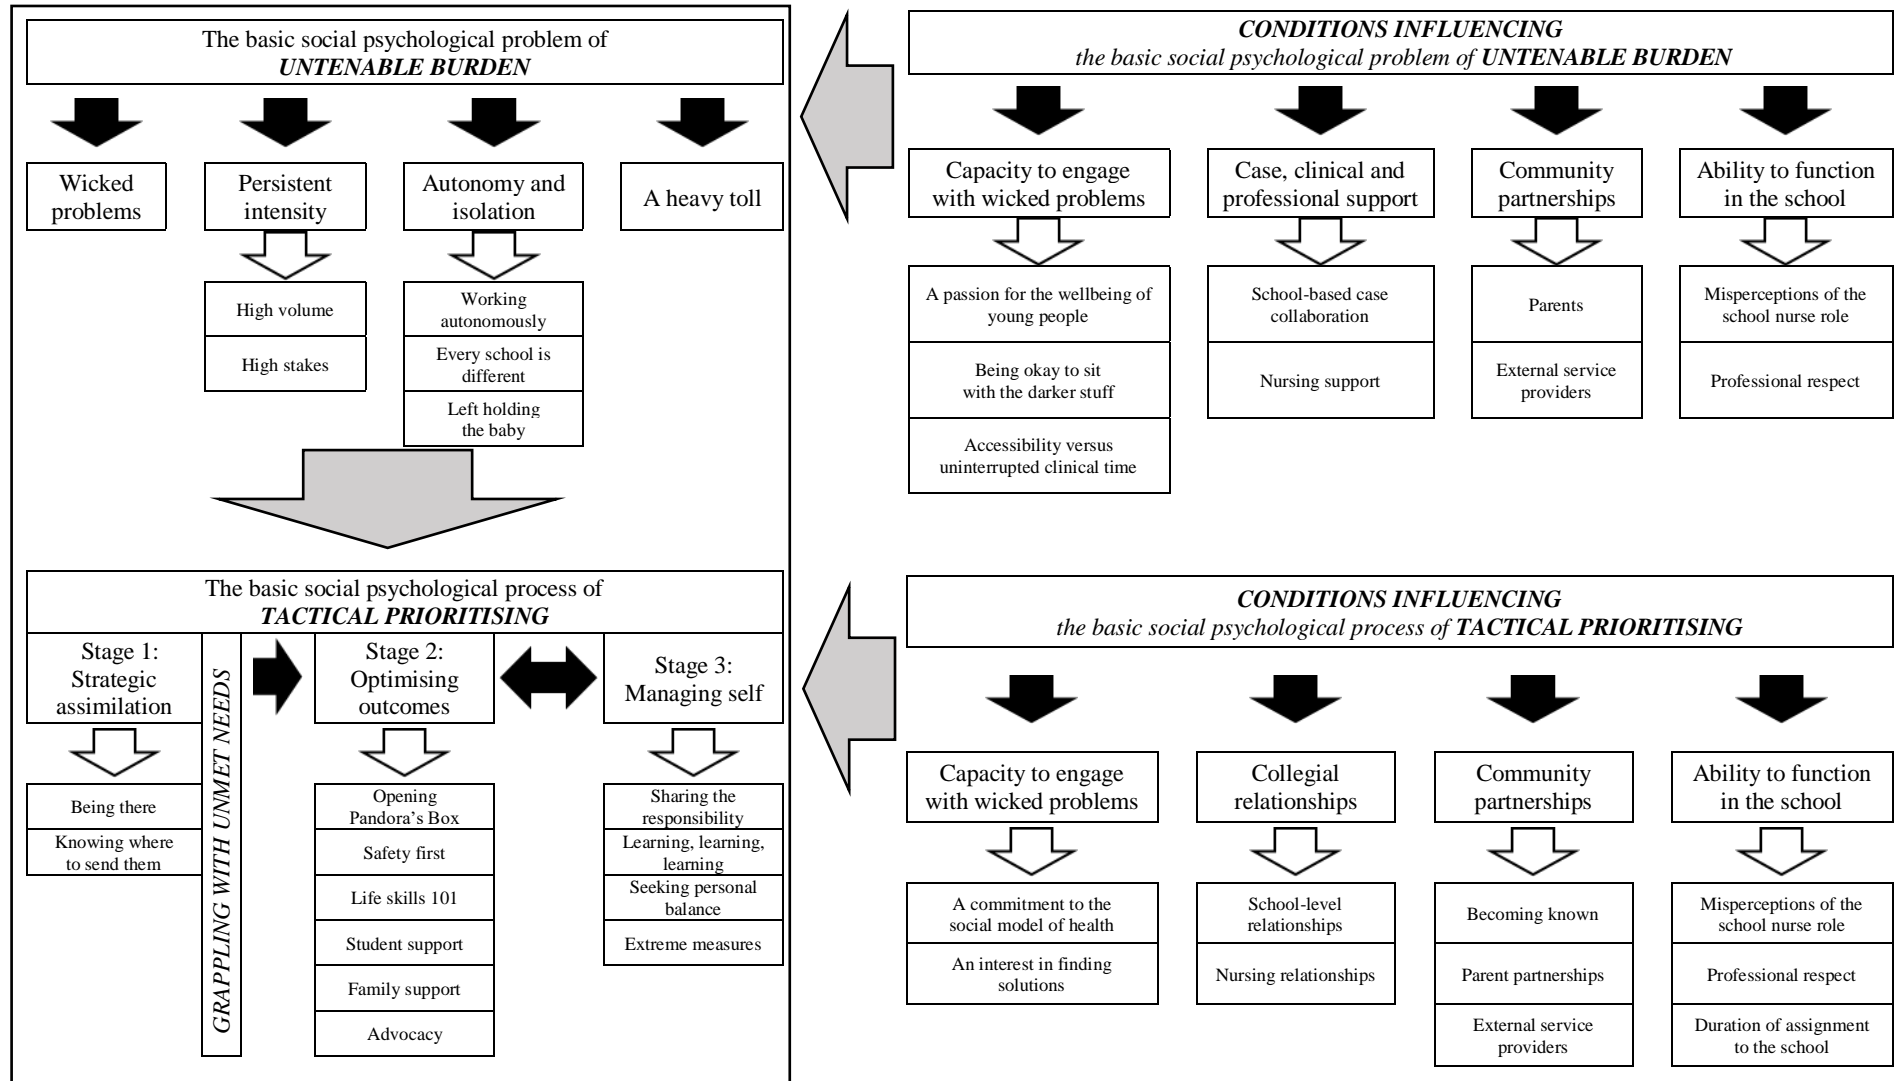 The basic social psychological problem of
UNTENABLE BURDEN
Wicked
problems
Persistent
intensity
Autonomy and
isolation
A heavy toll
High volume
High stakes
Working
autonomously
Every school is
different
Left holding
the baby
CONDITIONS INFLUENCING
the basic social psychological problem of UNTENABLE BURDEN
Capacity to engage
with wicked problems
Case, clinical and
professional support
Community
partnerships
Ability to function
in the school
A passion for the wellbeing of
young people
Being okay to sit
with the darker stuff
Accessibility versus
uninterrupted clinical time
School-based case
collaboration
Nursing support
Parents
External service
providers
Misperceptions of the
school nurse role
Professional respect
The basic social psychological process of
TACTICAL PRIORITISING
Stage 1:
Strategic
assimilation
GRAPPLING WITH UNMET NEEDS
Stage 2:
Optimising
outcomes
Stage 3:
Managing self
Being there
Knowing where
to send them
Opening
Pandora’s Box
Safety first
Life skills 101
Student support
Family support
Advocacy
Sharing the
responsibility
Learning, learning,
learning
Seeking personal
balance
Extreme measures
CONDITIONS INFLUENCING
the basic social psychological process of TACTICAL PRIORITISING
Capacity to engage
with wicked problems
Collegial
relationships
Community
partnerships
Ability to function
in the school
A commitment to the
social model of health
An interest in finding
solutions
School-level
relationships
Nursing relationships
Becoming known
Parent partnerships
External service
providers
Misperceptions of the
school nurse role
Professional respect
Duration of assignment
to the school